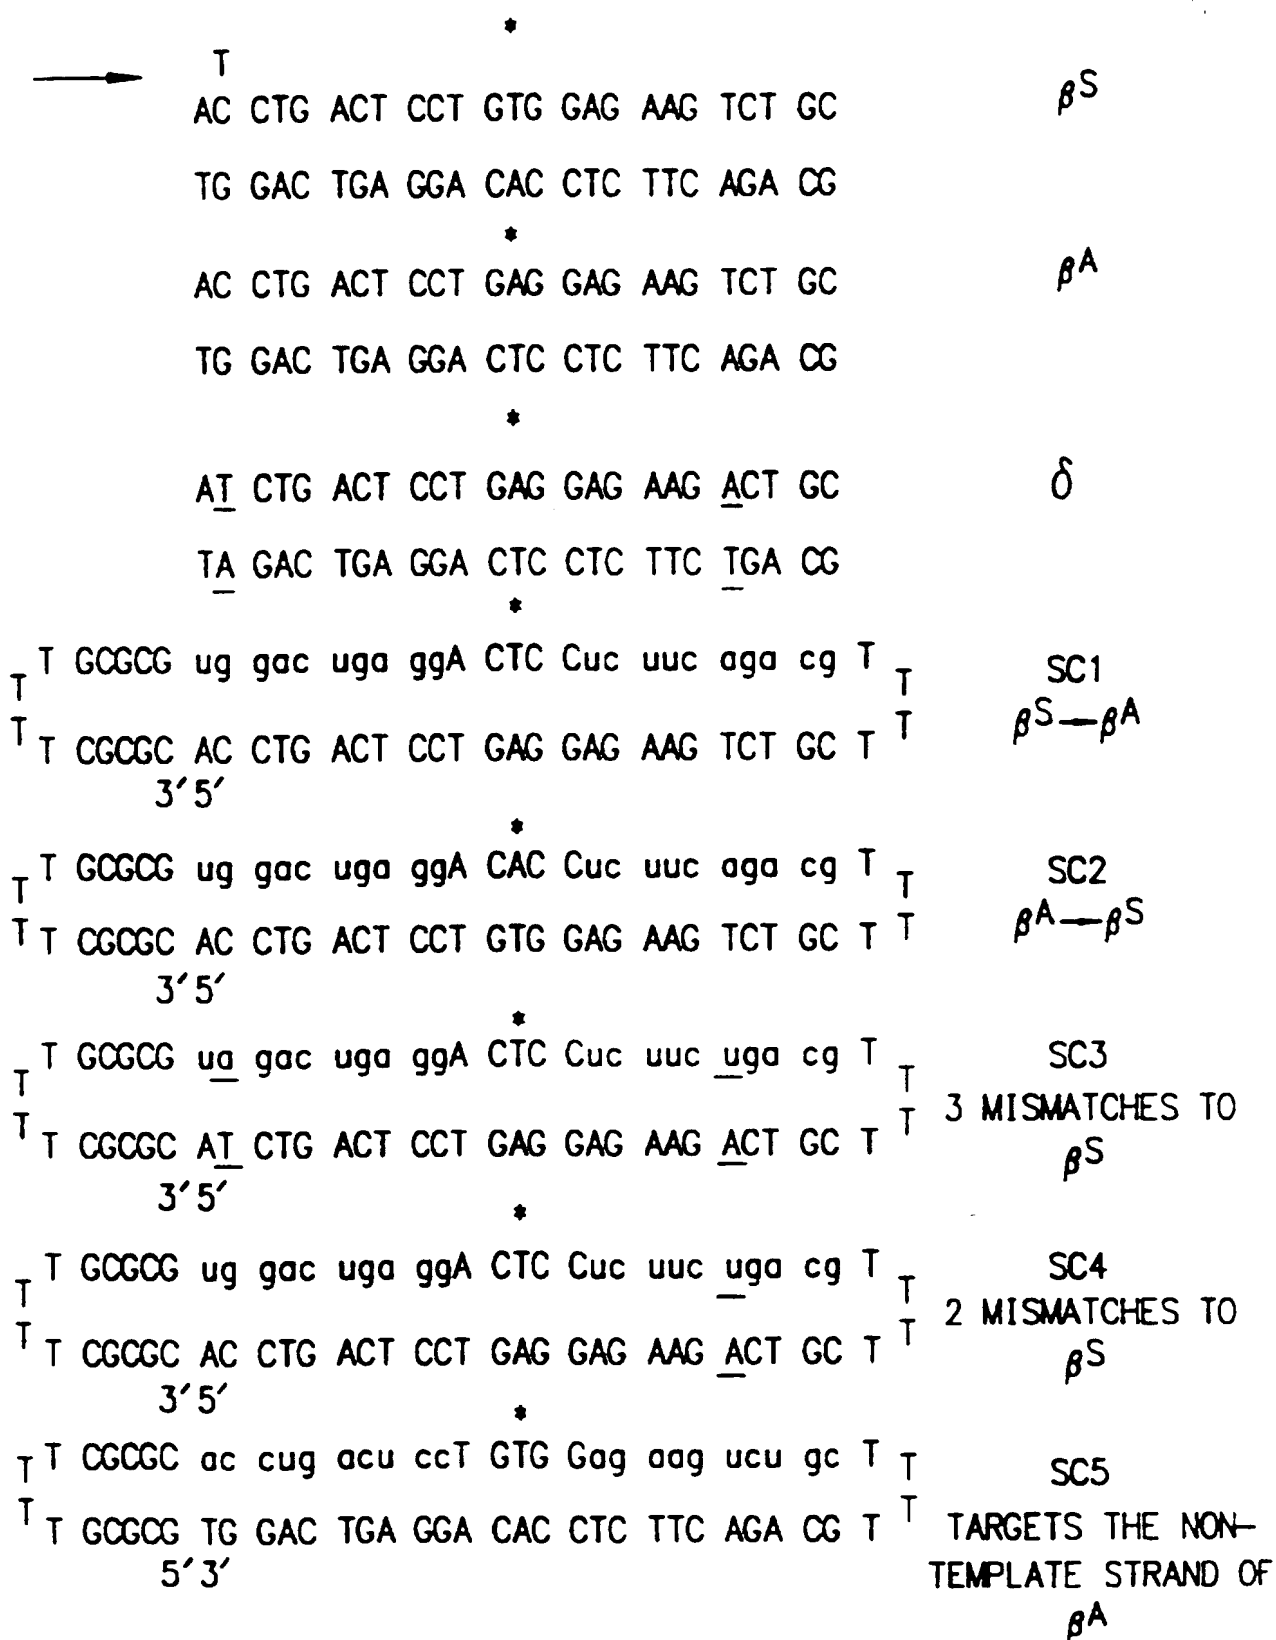 *
T
AC CTG ACT CCT GTG GAG AAG TCT GC βS
TG GAC TGA GGA CAC CTC TTC AGA CG
*
AC CTG ACT CCT GAG GAG AAG TCT GC βA
TG GAC TGA GGA CTC CTC TTC AGA CG
*
AT CTG ACT CCT GAG GAG AAG ACT GC δ
TA GAC TGA GGA CTC CTC TTC TGA CG
*
T GCGCG ug gac uga ggA CTC Cuc uuc aga cg T
T T SC1
T T βS—βA
T CGCGC AC CTG ACT CCT GAG GAG AAG TCT GC T
3′5′
*
T GCGCG ug gac uga ggA CAC Cuc uuc aga cg T
T T SC2
T T βA—βS
T CGCGC AC CTG ACT CCT GTG GAG AAG TCT GC T
3′5′
*
T GCGCG ua gac uga ggA CTC Cuc uuc uga cg T SC3
T T
T T 3 MISMATCHES TO
T CGCGC AT CTG ACT CCT GAG GAG AAG ACT GC T βS
3′5′
*
T GCGCG ug gac uga ggA CTC Cuc uuc uga cg T SC4
T T
T T 2 MISMATCHES TO
T CGCGC AC CTG ACT CCT GAG GAG AAG ACT GC T βS
3′5′
*
T CGCGC ac cug acu ccT GTG Gag aag ucu gc T
T T SC5
T T
T GCGCG TG GAC TGA GGA CAC CTC TTC AGA CG T TARGETS THE NON-
5′3′ TEMPLATE STRAND OF
βA